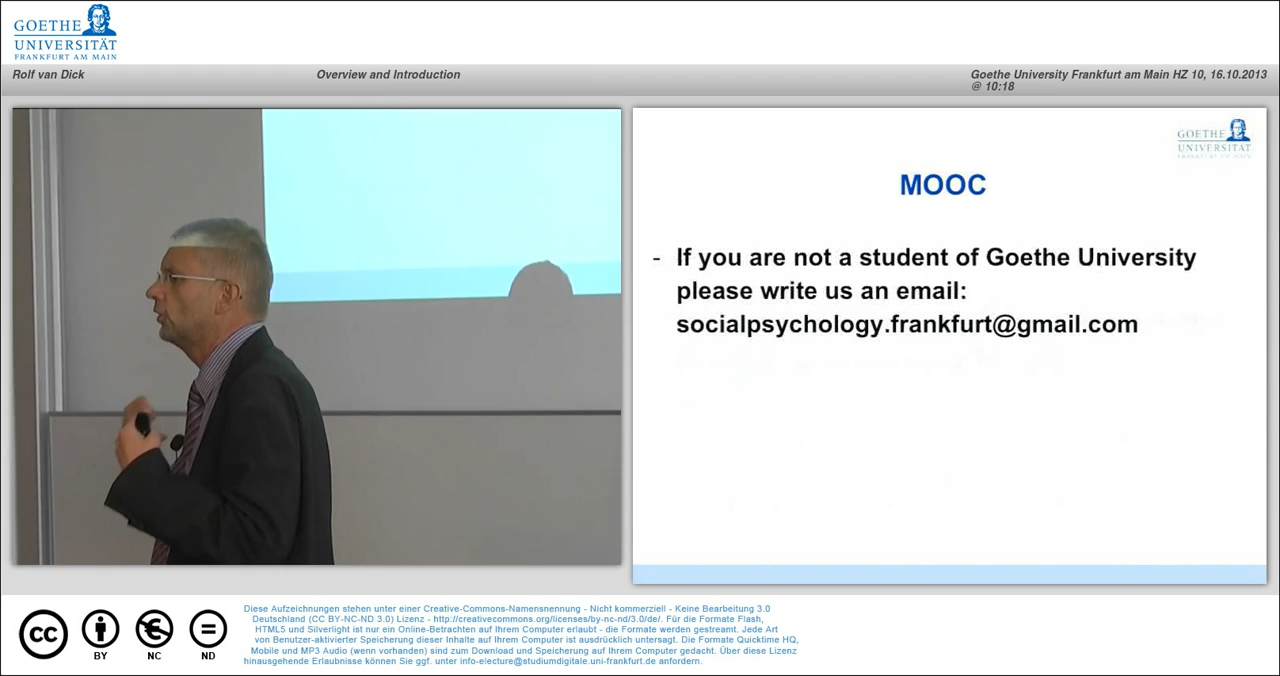 GOETHE
UNIVERSITÄT
FRANKFURT AM MAIN
Rolf van Dick
Overview and Introduction
Goethe University Frankfurt am Main HZ 10, 16.10.2013
@ 10:18
GOETHE
UNIVERSITÄT
FRANKFURT AM MAIN
MOOC
- If you are not a student of Goethe University
please write us an email:
socialpsychology.frankfurt@gmail.com
cc
BY
NC
ND
Diese Aufzeichnungen stehen unter einer Creative-Commons-Namensnennung - Nicht kommerziell - Keine Bearbeitung 3.0
Deutschland (CC BY-NC-ND 3.0) Lizenz - http://creativecommons.org/licenses/by-nc-nd/3.0/de/. Für die Formate Flash,
HTML5 und Silverlight ist nur ein Online-Betrachten auf Ihrem Computer erlaubt - die Formate werden gestreamt. Jede Art
von Benutzer-aktivierter Speicherung dieser Inhalte auf Ihrem Computer ist ausdrücklich untersagt. Die Formate Quicktime HQ,
Mobile und MP3 Audio (wenn vorhanden) sind zum Download und Speicherung auf Ihrem Computer gedacht. Über diese Lizenz
hinausgehende Erlaubnisse können Sie ggf. unter info-electure@studiumdigitale.uni-frankfurt.de anfordern.